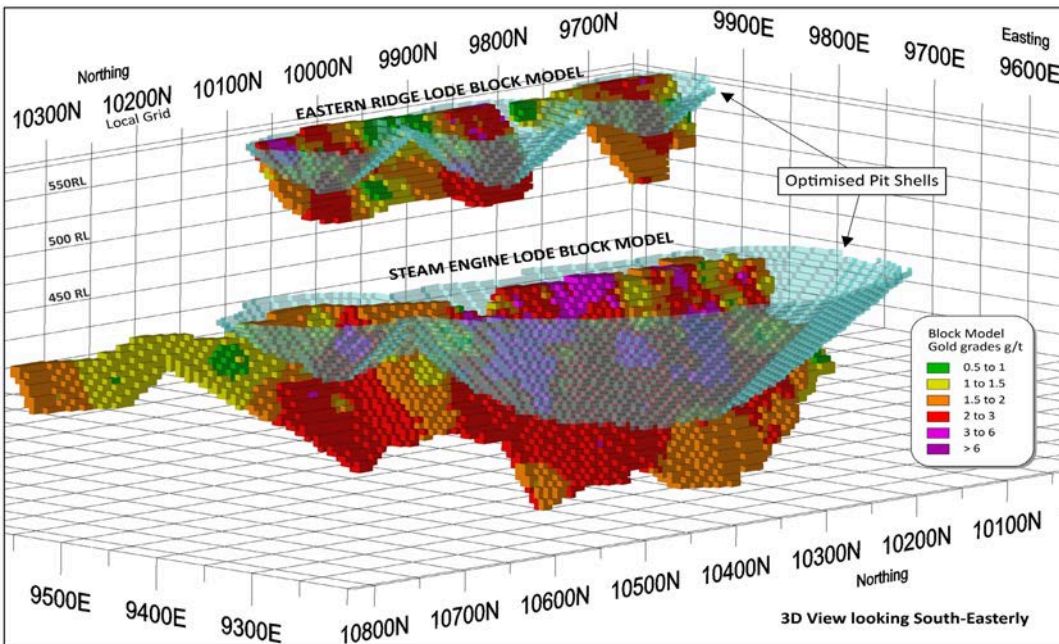 Northing
Local Grid
10300N
10200N
10100N
10000N
9900N
9800N
9700N
9900E
9800E
9700E
9600E
Easting
EASTERN RIDGE LODE BLOCK MODEL
550RL
500 RL
450 RL
Optimised Pit Shells
STEAM ENGINE LODE BLOCK MODEL
Block Model
Gold grades g/t
0.5 to 1
1 to 1.5
1.5 to 2
2 to 3
3 to 6
> 6
9500E
9400E
9300E
10800N
10700N
10600N
10500N
10400N
10300N
10200N
10100N
Northing
3D View looking South-Easterly